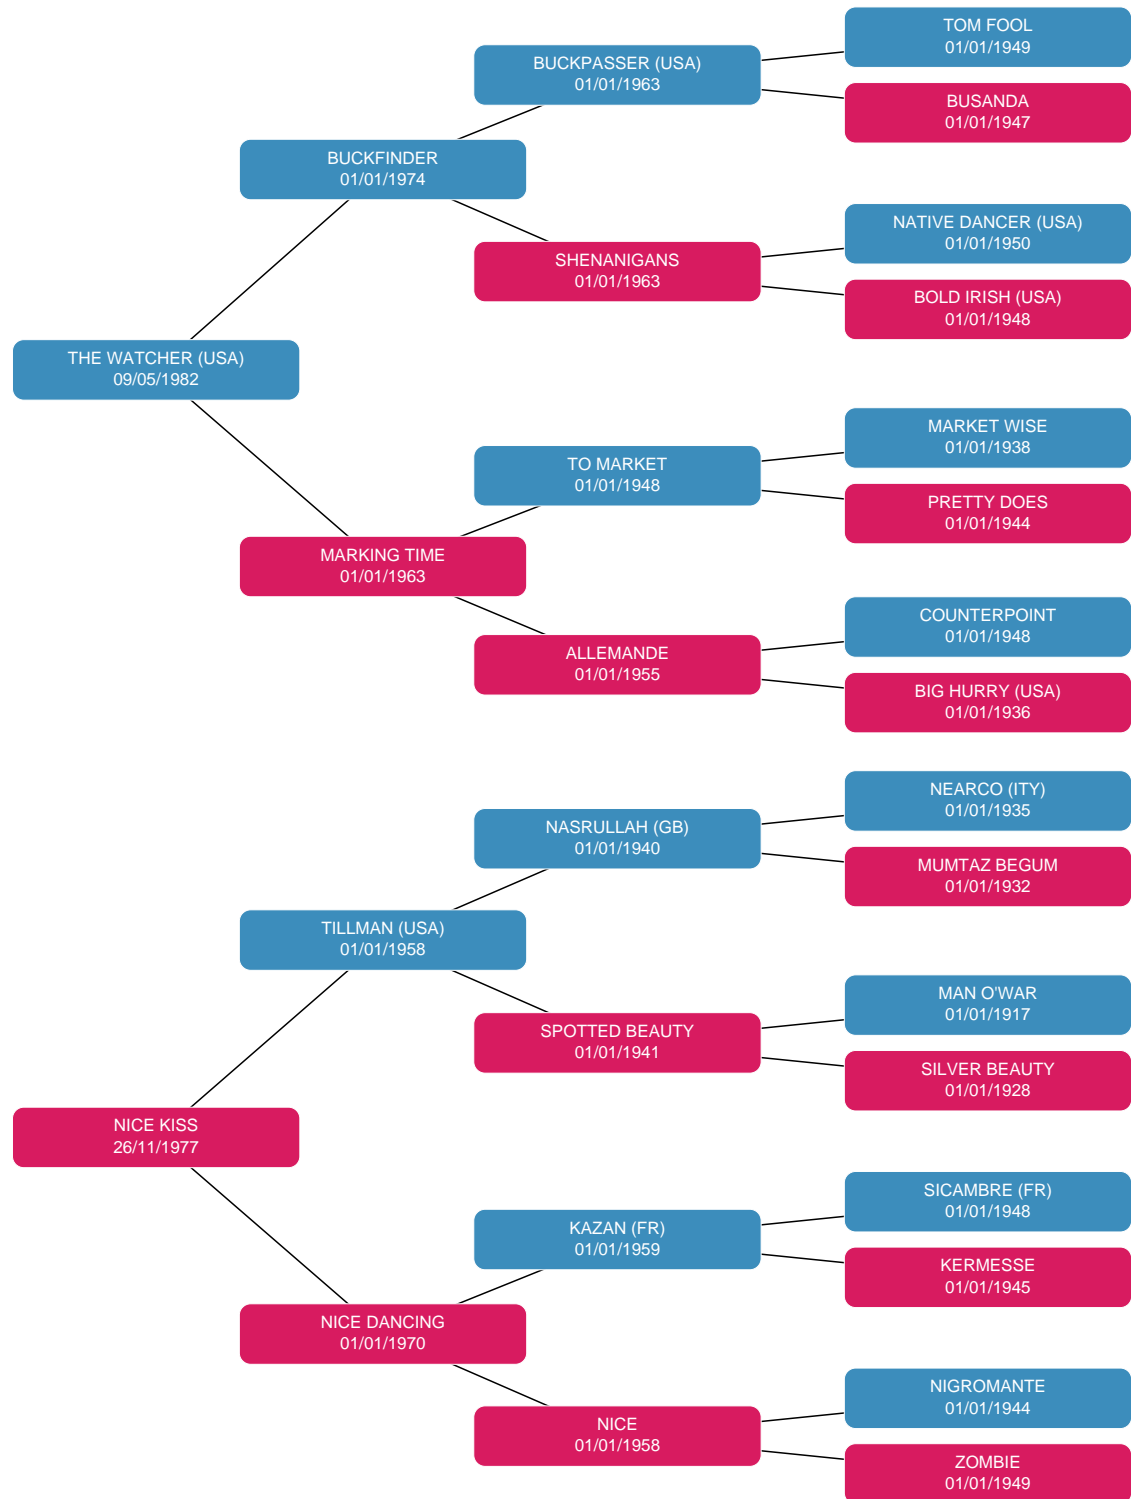 TOM FOOL
01/01/1949
BUCKPASSER (USA)
01/01/1963
BUSANDA
01/01/1947
BUCKFINDER
01/01/1974
NATIVE DANCER (USA)
01/01/1950
SHENANIGANS
01/01/1963
BOLD IRISH (USA)
01/01/1948
THE WATCHER (USA)
09/05/1982
MARKET WISE
01/01/1938
TO MARKET
01/01/1948
PRETTY DOES
01/01/1944
MARKING TIME
01/01/1963
COUNTERPOINT
01/01/1948
ALLEMANDE
01/01/1955
BIG HURRY (USA)
01/01/1936
NEARCO (ITY)
01/01/1935
NASRULLAH (GB)
01/01/1940
MUMTAZ BEGUM
01/01/1932
TILLMAN (USA)
01/01/1958
MAN O'WAR
01/01/1917
SPOTTED BEAUTY
01/01/1941
SILVER BEAUTY
01/01/1928
NICE KISS
26/11/1977
SICAMBRE (FR)
01/01/1948
KAZAN (FR)
01/01/1959
KERMESSE
01/01/1945
NICE DANCING
01/01/1970
NIGROMANTE
01/01/1944
NICE
01/01/1958
ZOMBIE
01/01/1949